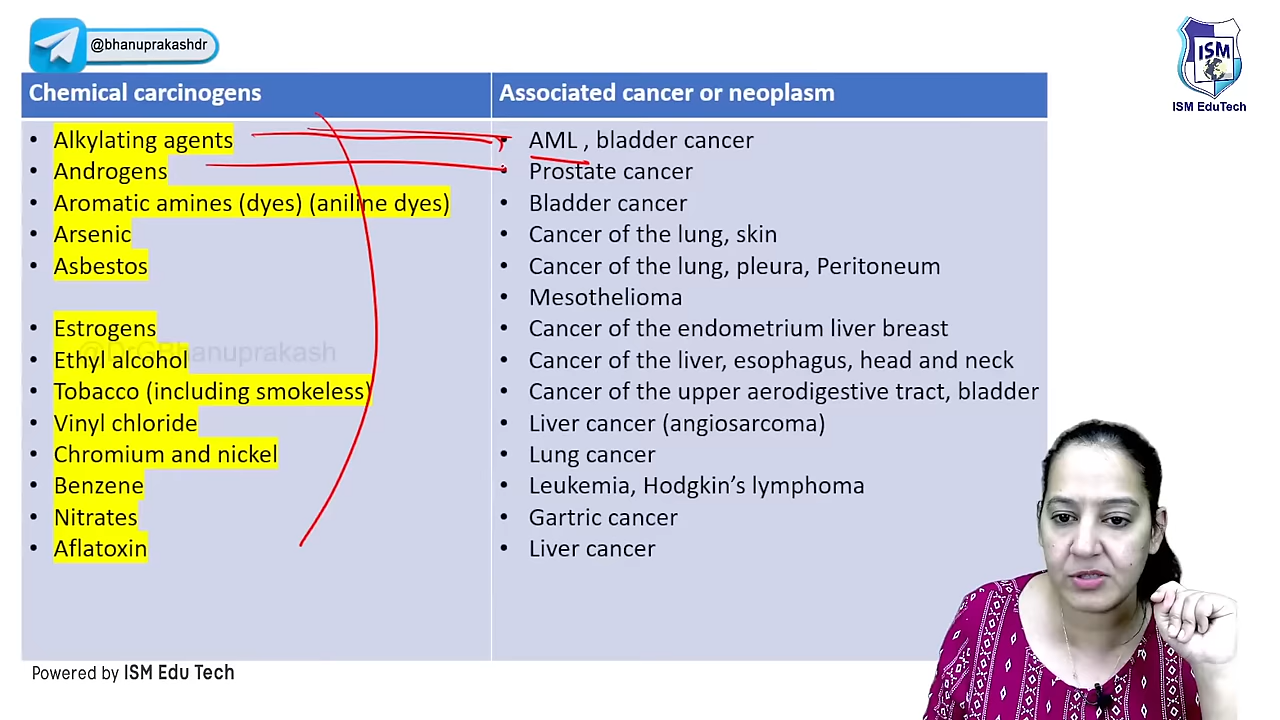 @bhanuprakashdr
ISM
ISM EduTech
Chemical carcinogens
Associated cancer or neoplasm
• Alkylating agents
• AML , bladder cancer
• Androgens
• Prostate cancer
• Aromatic amines (dyes) (aniline dyes)
• Bladder cancer
• Arsenic
• Cancer of the lung, skin
• Asbestos
• Cancer of the lung, pleura, Peritoneum
• Mesothelioma
• Estrogens
• Cancer of the endometrium liver breast
@DrGBhanuprakash
• Ethyl alcohol
• Cancer of the liver, esophagus, head and neck
• Tobacco (including smokeless)
• Cancer of the upper aerodigestive tract, bladder
• Vinyl chloride
• Liver cancer (angiosarcoma)
• Chromium and nickel
• Lung cancer
• Benzene
• Leukemia, Hodgkin’s lymphoma
• Nitrates
• Gartric cancer
• Aflatoxin
• Liver cancer
Powered by ISM Edu Tech